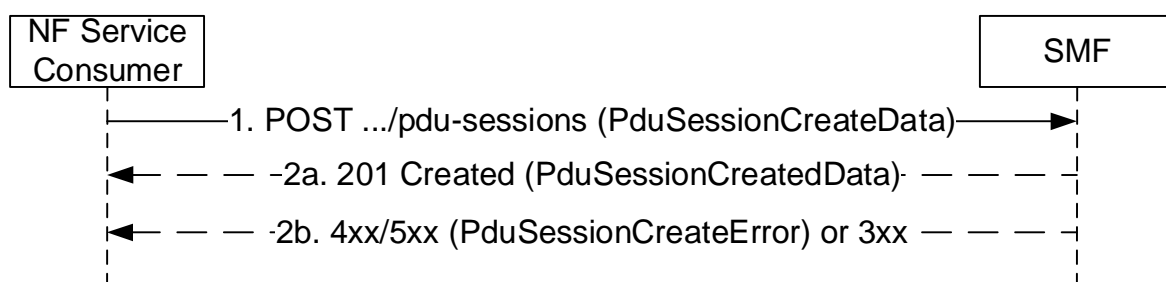 NF Service
Consumer
SMF
1. POST .../pdu-sessions (PduSessionCreateData)
2a. 201 Created (PduSessionCreatedData)
2b. 4xx/5xx (PduSessionCreateError) or 3xx